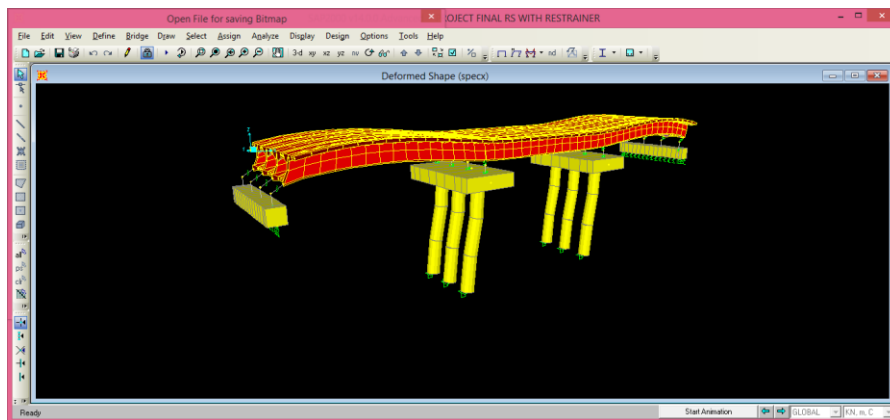 Open File for saving Bitmap
OJECT FINAL RS WITH RESTRAINER
File Edit View Define Bridge Draw Select Assign Analyze Display Design Options Tools Help
3-d xy xz yz nv
nd
Deformed Shape (specx)
Ready
Start Animation
GLOBAL
KN, m, C